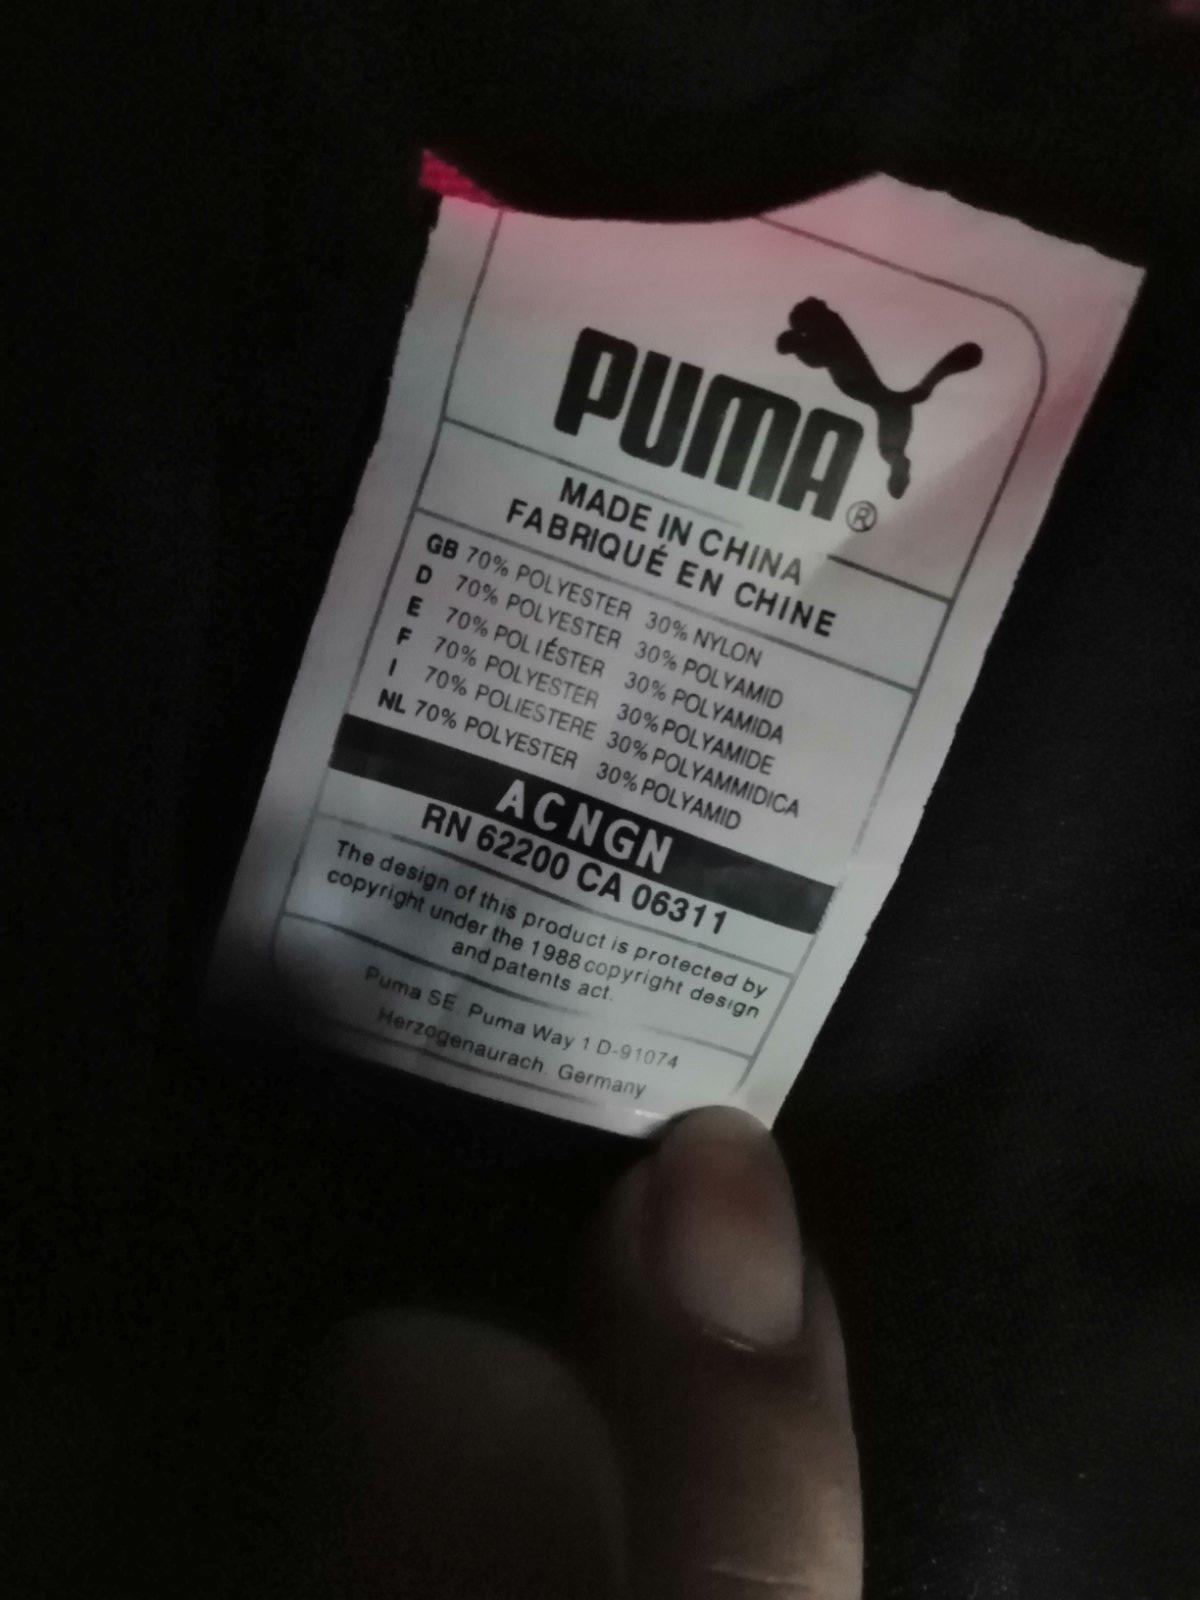 PUMA®
MADE IN CHINA
FABRIQUÉ EN CHINE
GB 70% POLYESTER 30% NYLON
D 70% POLYESTER 30% POLYAMID
E 70% POLIÉSTER 30% POLYAMIDA
F 70% POLYESTER 30% POLYAMIDE
I 70% POLIESTERE 30% POLYAMMIDICA
NL 70% POLYESTER 30% POLYAMID
ACNGN
RN 62200 CA 06311
The design of this product is protected by
copyright under the 1988 copyright design
and patents act.
Puma SE. Puma Way 1 D-91074
Herzogenaurach. Germany